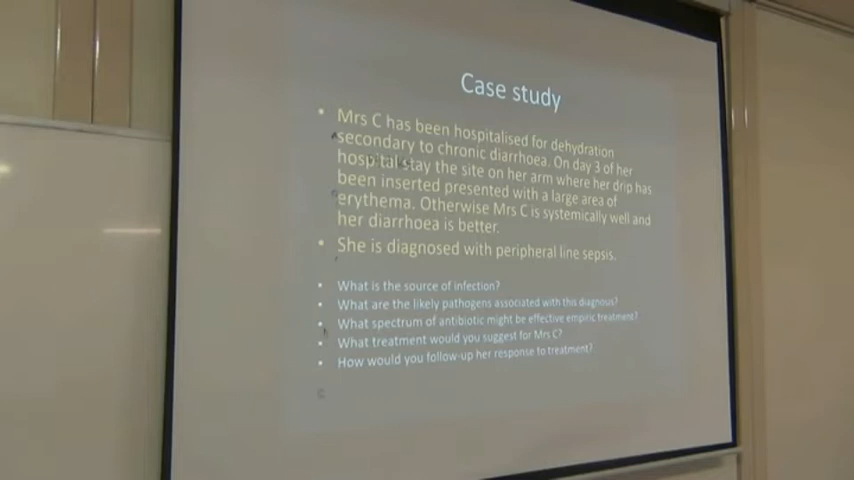 Case study
• Mrs C has been hospitalised for dehydration
secondary to chronic diarrhoea. On day 3 of her
hospital stay the site on her arm where her drip has
been inserted presented with a large area of
erythema. Otherwise Mrs C is systemically well and
her diarrhoea is better.
• She is diagnosed with peripheral line sepsis.
• What is the source of infection?
• What are the likely pathogens associated with this diagnosis?
• What spectrum of antibiotic might be effective empiric treatment?
• What treatment would you suggest for Mrs C?
• How would you follow-up her response to treatment?